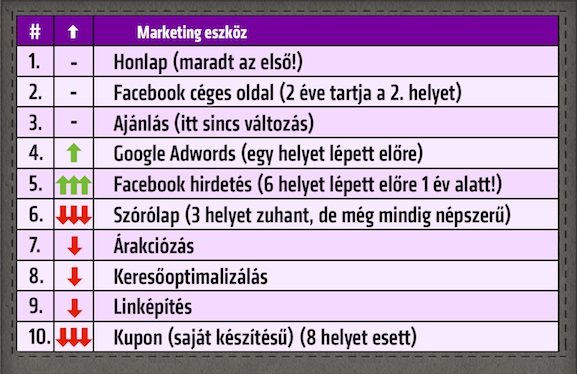 # Marketing eszköz
1. - Honlap (maradt az első!)
2. - Facebook céges oldal (2 éve tartja a 2. helyet)
3. - Ajánlás (itt sincs változás)
4. Google Adwords (egy helyet lépett előre)
5. Facebook hirdetés (6 helyet lépett előre 1 év alatt!)
6. Szórólap (3 helyet zuhant, de még mindig népszerű)
7. Árakciózás
8. Keresőoptimalizálás
9. Linképítés
10. Kupon (saját készítésű) (8 helyet esett)